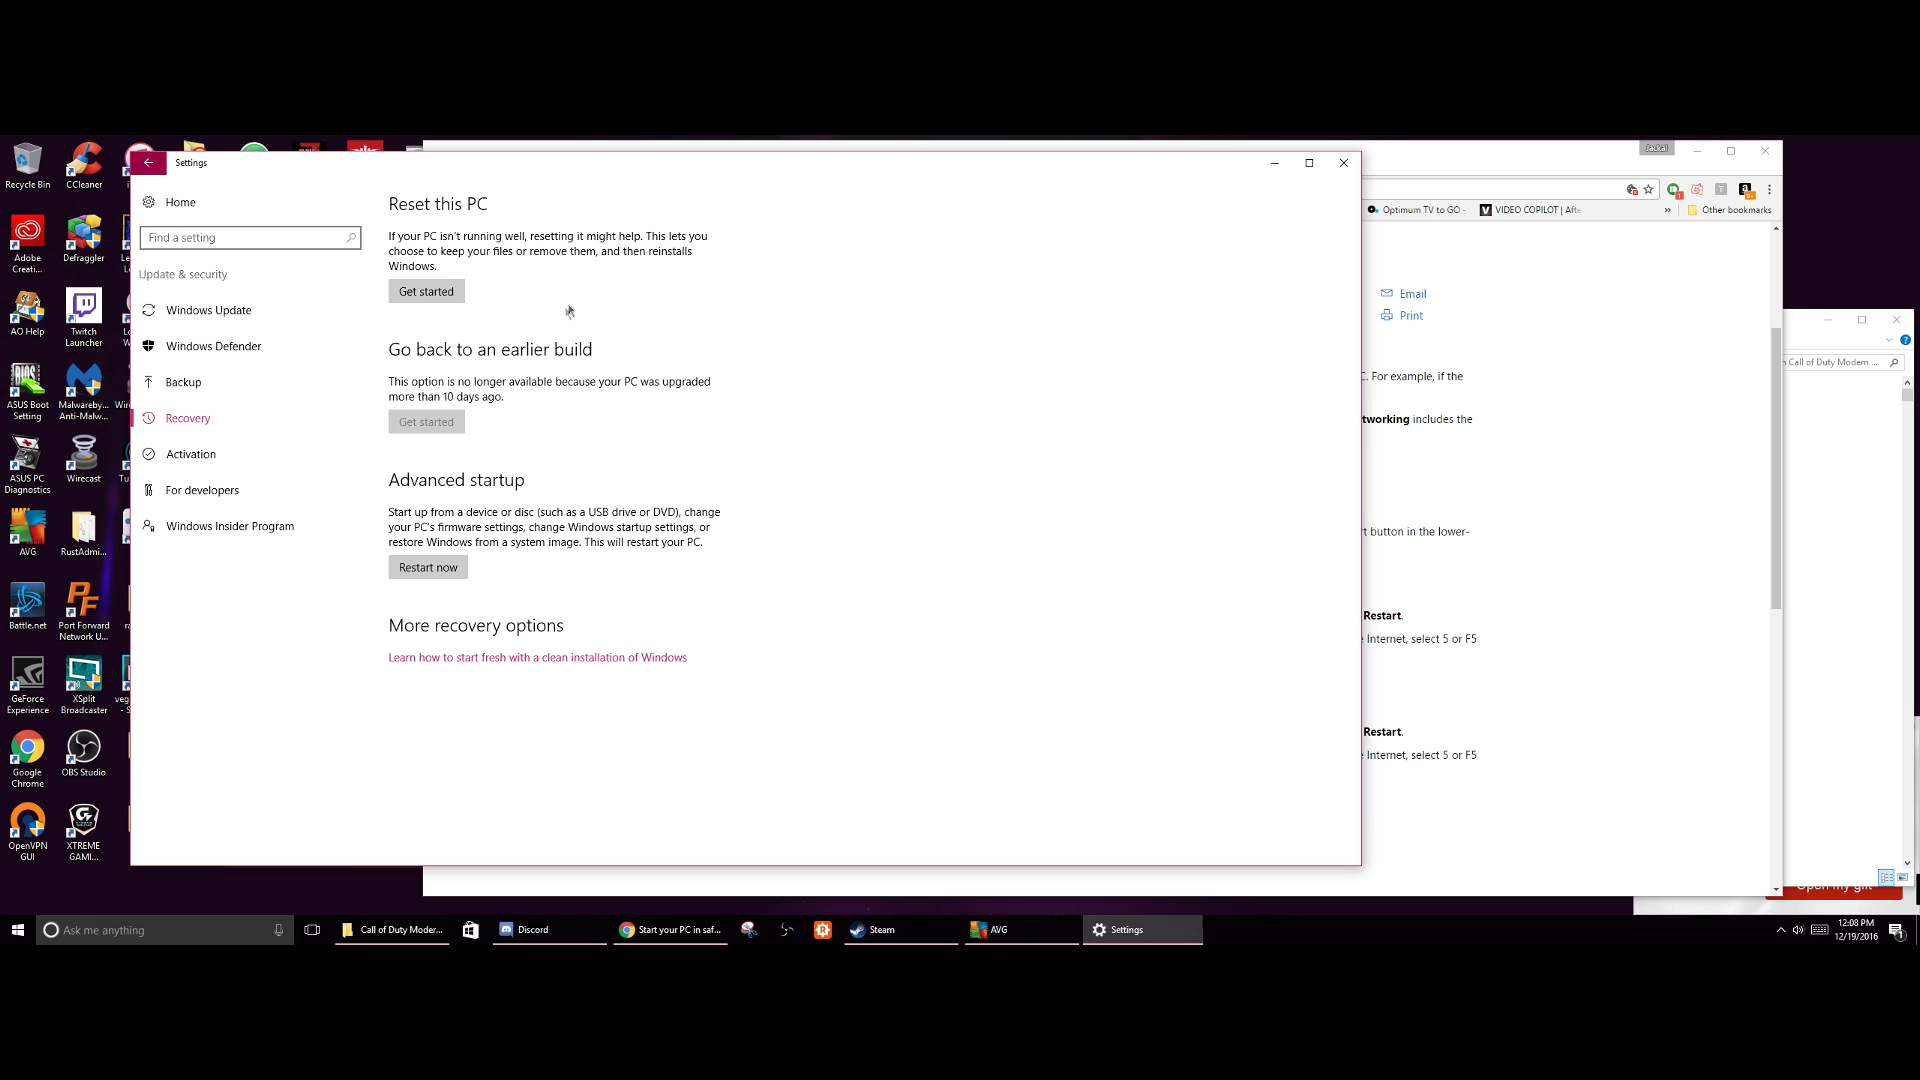 Recycle Bin
CCleaner
Adobe Creati...
Defraggler
AO Help
Twitch Launcher
ASUS Boot Setting
Malwareby... Anti-Malw...
ASUS PC Diagnostics
Wirecast
AVG
RustAdmi...
Battle.net
Port Forward Network U...
GeForce Experience
XSplit Broadcaster
Google Chrome
OBS Studio
OpenVPN GUI
XTREME GAMI...
Settings
Home
Find a setting
Update & security
Windows Update
Windows Defender
Backup
Recovery
Activation
For developers
Windows Insider Program
Reset this PC
If your PC isn't running well, resetting it might help. This lets you
choose to keep your files or remove them, and then reinstalls
Windows.
Get started
Go back to an earlier build
This option is no longer available because your PC was upgraded
more than 10 days ago.
Get started
Advanced startup
Start up from a device or disc (such as a USB drive or DVD), change
your PC's firmware settings, change Windows startup settings, or
restore Windows from a system image. This will restart your PC.
Restart now
More recovery options
Learn how to start fresh with a clean installation of Windows
Jackal
Optimum TV to GO -
VIDEO COPILOT | Afte
»
Other bookmarks
Email
Print
C. For example, if the
tworking includes the
t button in the lower-
Restart.
e Internet, select 5 or F5
Restart.
e Internet, select 5 or F5
Call of Duty Modern ...
Open my gift
Ask me anything
Call of Duty Moder...
Discord
Start your PC in saf...
Steam
AVG
Settings
12:08 PM
12/19/2016